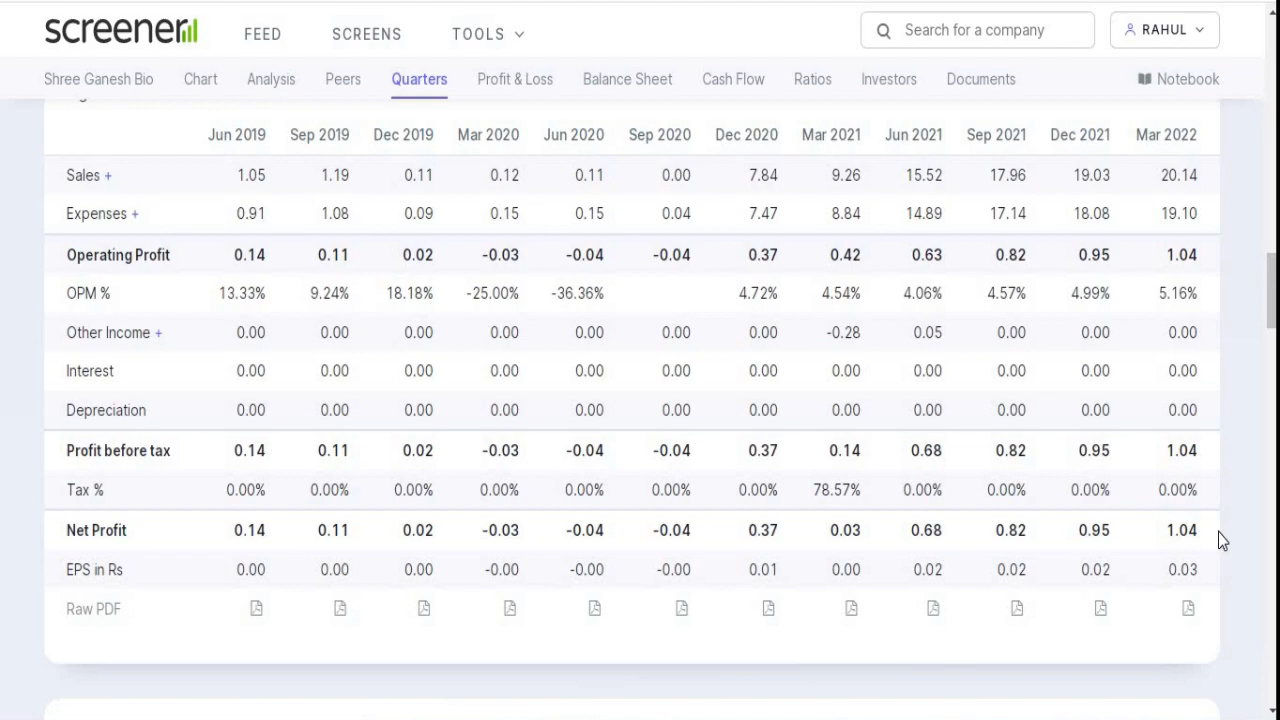 screener FEED SCREENS TOOLS Search for a company RAHUL
Shree Ganesh Bio Chart Analysis Peers Quarters Profit & Loss Balance Sheet Cash Flow Ratios Investors Documents Notebook
Jun 2019 Sep 2019 Dec 2019 Mar 2020 Jun 2020 Sep 2020 Dec 2020 Mar 2021 Jun 2021 Sep 2021 Dec 2021 Mar 2022
Sales + 1.05 1.19 0.11 0.12 0.11 0.00 7.84 9.26 15.52 17.96 19.03 20.14
Expenses + 0.91 1.08 0.09 0.15 0.15 0.04 7.47 8.84 14.89 17.14 18.08 19.10
Operating Profit 0.14 0.11 0.02 -0.03 -0.04 -0.04 0.37 0.42 0.63 0.82 0.95 1.04
OPM % 13.33% 9.24% 18.18% -25.00% -36.36% 4.72% 4.54% 4.06% 4.57% 4.99% 5.16%
Other Income + 0.00 0.00 0.00 0.00 0.00 0.00 0.00 -0.28 0.05 0.00 0.00 0.00
Interest 0.00 0.00 0.00 0.00 0.00 0.00 0.00 0.00 0.00 0.00 0.00 0.00
Depreciation 0.00 0.00 0.00 0.00 0.00 0.00 0.00 0.00 0.00 0.00 0.00 0.00
Profit before tax 0.14 0.11 0.02 -0.03 -0.04 -0.04 0.37 0.14 0.68 0.82 0.95 1.04
Tax % 0.00% 0.00% 0.00% 0.00% 0.00% 0.00% 0.00% 78.57% 0.00% 0.00% 0.00% 0.00%
Net Profit 0.14 0.11 0.02 -0.03 -0.04 -0.04 0.37 0.03 0.68 0.82 0.95 1.04
EPS in Rs 0.00 0.00 0.00 -0.00 -0.00 -0.00 0.01 0.00 0.02 0.02 0.02 0.03
Raw PDF